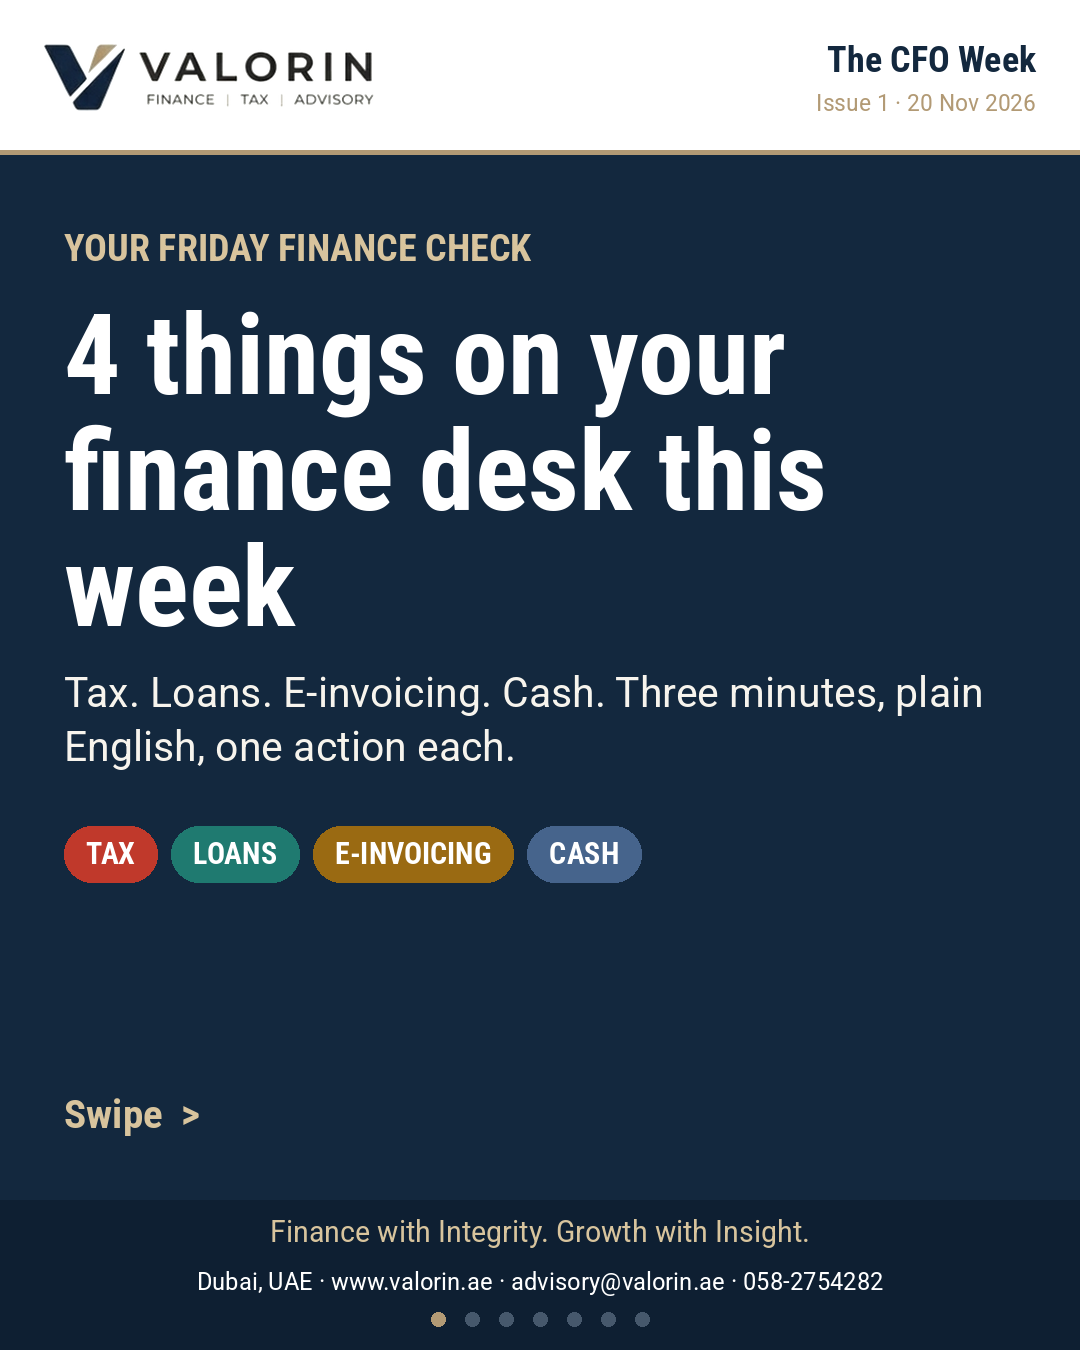 VALORIN
FINANCE | TAX | ADVISORY
The CFO Week
Issue 1 · 20 Nov 2026
YOUR FRIDAY FINANCE CHECK
4 things on your
finance desk this
week
Tax. Loans. E-invoicing. Cash. Three minutes, plain
English, one action each.
TAX LOANS E-INVOICING CASH
Swipe >
Finance with Integrity. Growth with Insight.
Dubai, UAE · www.valorin.ae · advisory@valorin.ae · 058-2754282